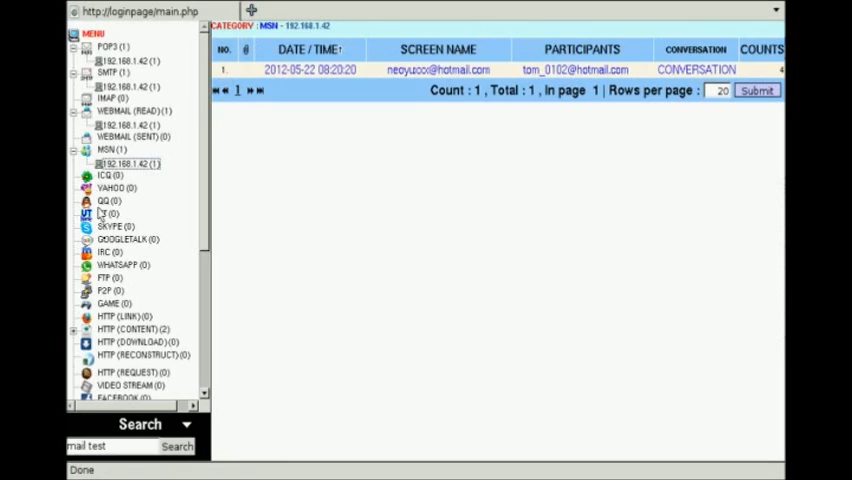 http://loginpage/main.php
MENU
POP3 (1)
192.168.1.42 (1)
SMTP (1)
192.168.1.42 (1)
IMAP (0)
WEBMAIL (READ) (1)
192.168.1.42 (1)
WEBMAIL (SENT) (0)
MSN (1)
192.168.1.42 (1)
ICQ (0)
YAHOO (0)
QQ (0)
UT (0)
SKYPE (0)
GOOGLETALK (0)
IRC (0)
WHATSAPP (0)
FTP (0)
P2P (0)
GAME (0)
HTTP (LINK) (0)
HTTP (CONTENT) (2)
HTTP (DOWNLOAD) (0)
HTTP (RECONSTRUCT) (0)
HTTP (REQUEST) (0)
VIDEO STREAM (0)
FACEBOOK (0)
Search
mail test Search
CATEGORY : MSN - 192.168.1.42
NO. DATE / TIME↑ SCREEN NAME PARTICIPANTS CONVERSATION COUNTS
1. 2012-05-22 08:20:20 tom_0102@hotmail.com CONVERSATION 4
1 Count : 1 , Total : 1 , In page 1 | Rows per page : 20 Submit
Done